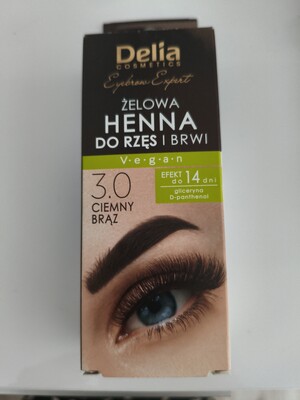 Delia
COSMETICS
Eyebrow Expert
ŻELOWA
HENNA
DO RZĘS I BRWI
V•e•g•a•n
EFEKT
do 14 dni
gliceryna
D-panthenol
3.0
CIEMNY
BRĄZ